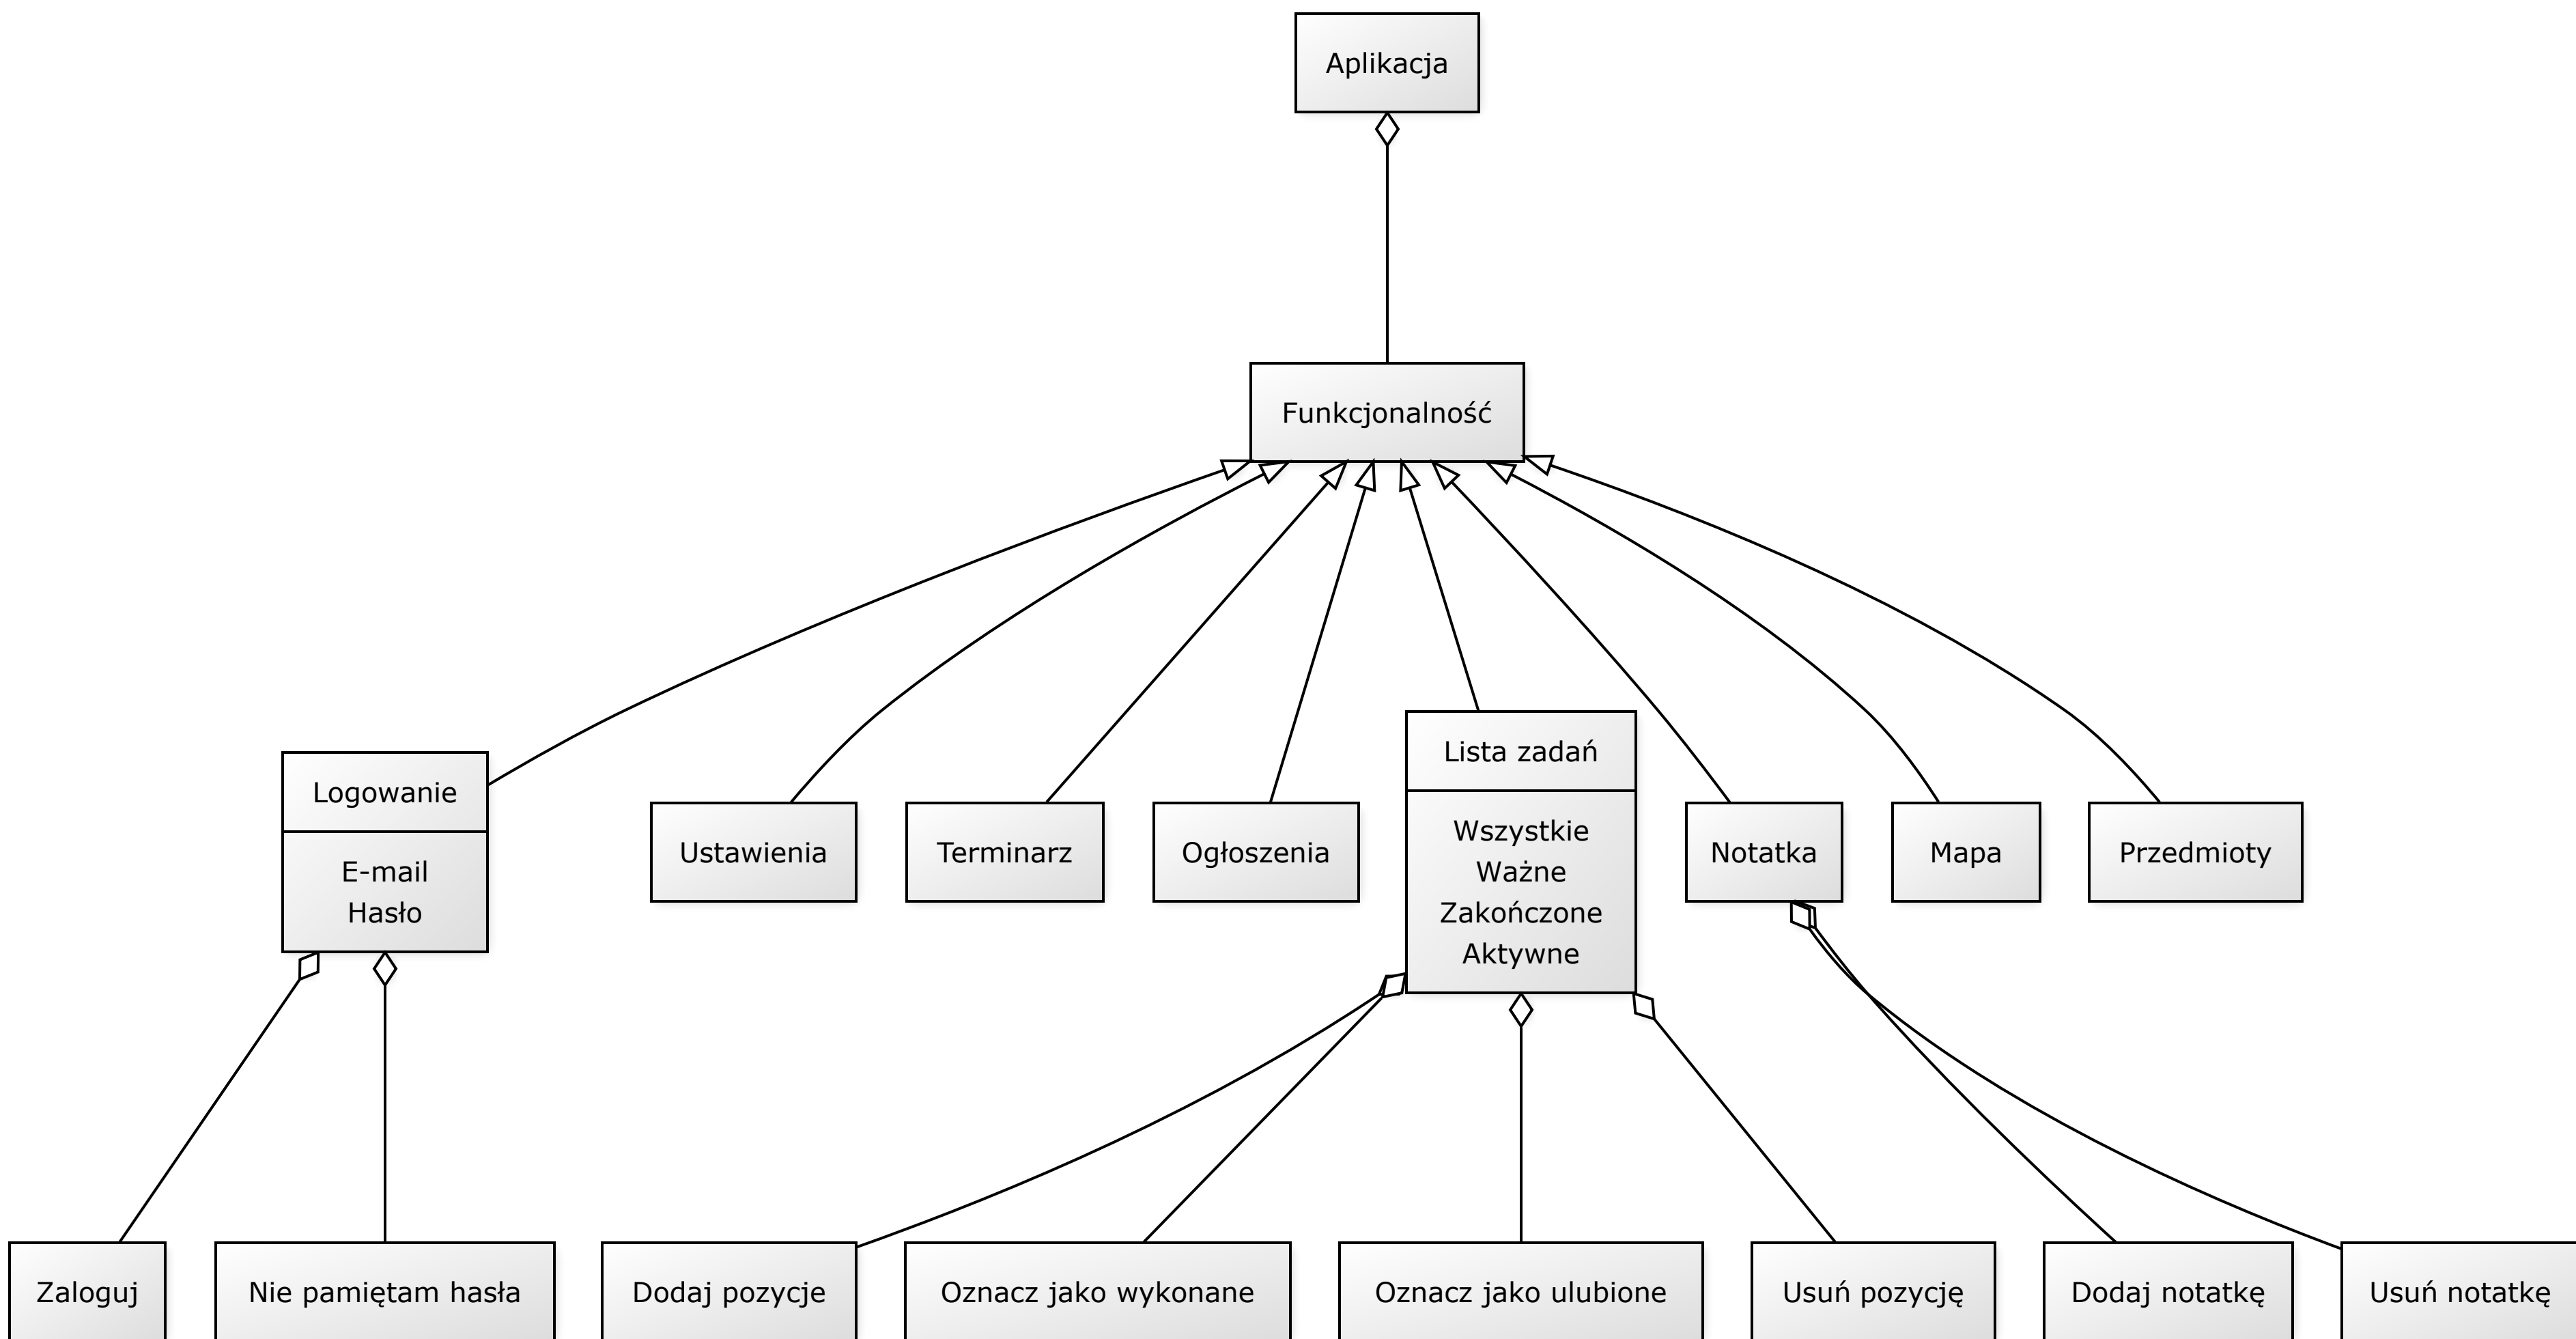 Aplikacja
Funkcjonalność
Logowanie
E-mail
Hasło
Ustawienia
Terminarz
Ogłoszenia
Lista zadań
Wszystkie
Ważne
Zakończone
Aktywne
Notatka
Mapa
Przedmioty
Zaloguj
Nie pamiętam hasła
Dodaj pozycje
Oznacz jako wykonane
Oznacz jako ulubione
Usuń pozycję
Dodaj notatkę
Usuń notatkę